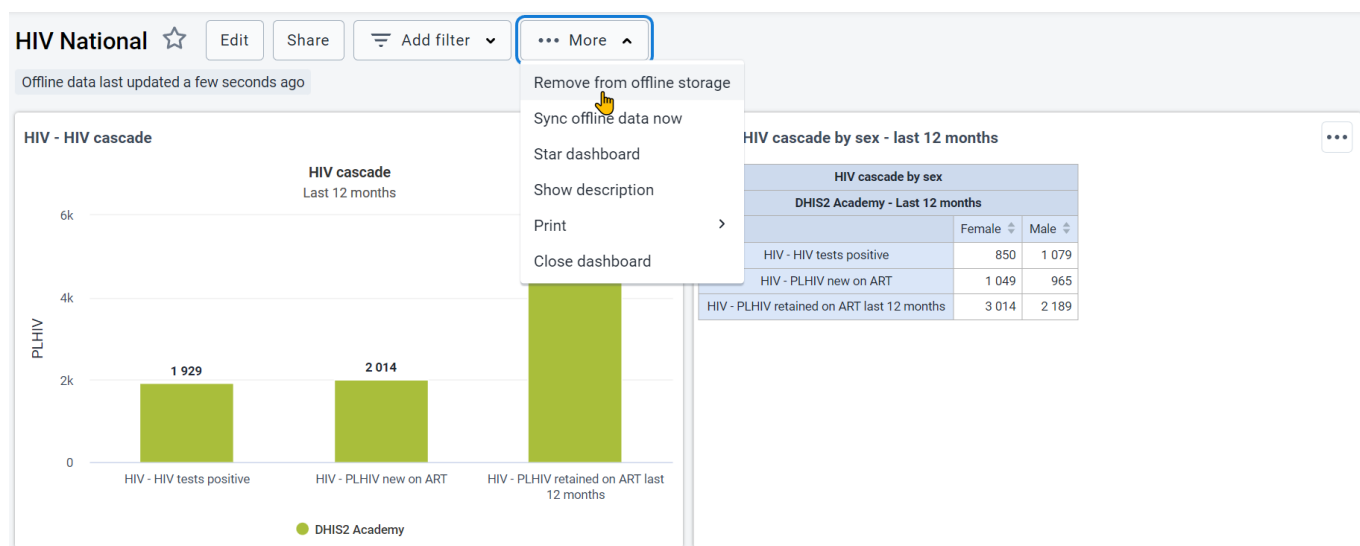 HIV National Edit Share Add filter More
Offline data last updated a few seconds ago
Remove from offline storage
Sync offline data now
Star dashboard
Show description
Print
Close dashboard
HIV - HIV cascade
HIV cascade
Last 12 months
6k
4k
2k
0
PLHIV
1 929
2 014
HIV - HIV tests positive
HIV - PLHIV new on ART
HIV - PLHIV retained on ART last
12 months
DHIS2 Academy
HIV cascade by sex - last 12 months
HIV cascade by sex
DHIS2 Academy - Last 12 months
Female Male
HIV - HIV tests positive 850 1 079
HIV - PLHIV new on ART 1 049 965
HIV - PLHIV retained on ART last 12 months 3 014 2 189